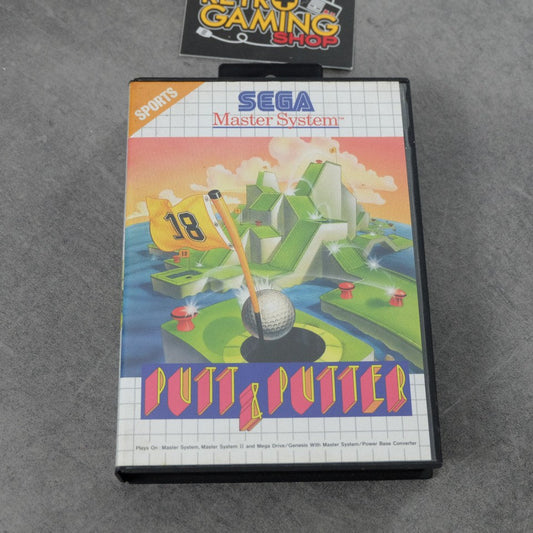 RETRO
GAMING
SHOP
SPORTS
SEGA
Master System™
18
PUTT & PUTTER
Plays On: Master System, Master System II and Mega Drive/Genesis With Master System/Power Base Converter